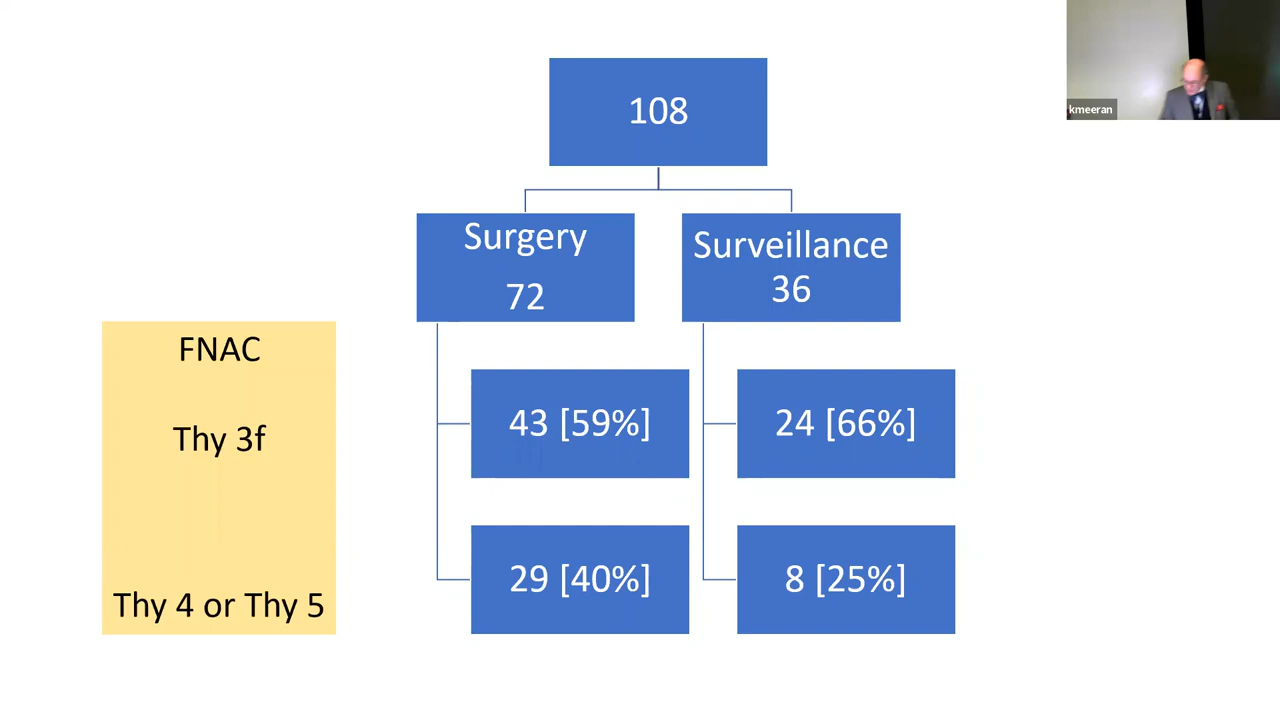 108
kmeeran
Surgery
72
Surveillance
36
FNAC
Thy 3f
43 [59%]
24 [66%]
Thy 4 or Thy 5
29 [40%]
8 [25%]